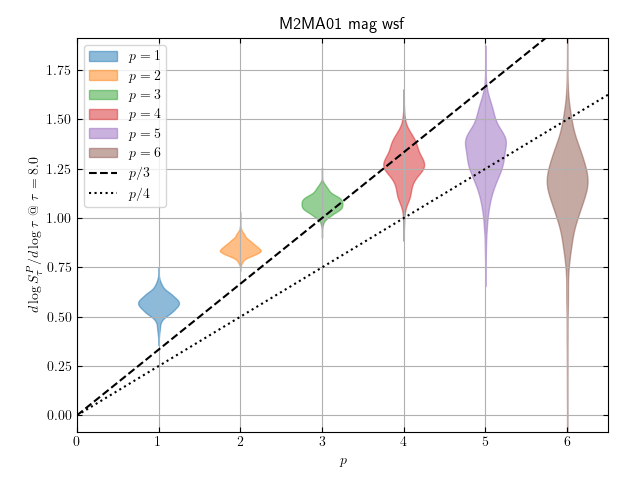 M2MA01 mag wsf
d log S_τ^P / d log τ @ τ = 8.0
1.75
1.50
1.25
1.00
0.75
0.50
0.25
0.00
p = 1
p = 2
p = 3
p = 4
p = 5
p = 6
p/3
p/4
0 1 2 3 4 5 6
p